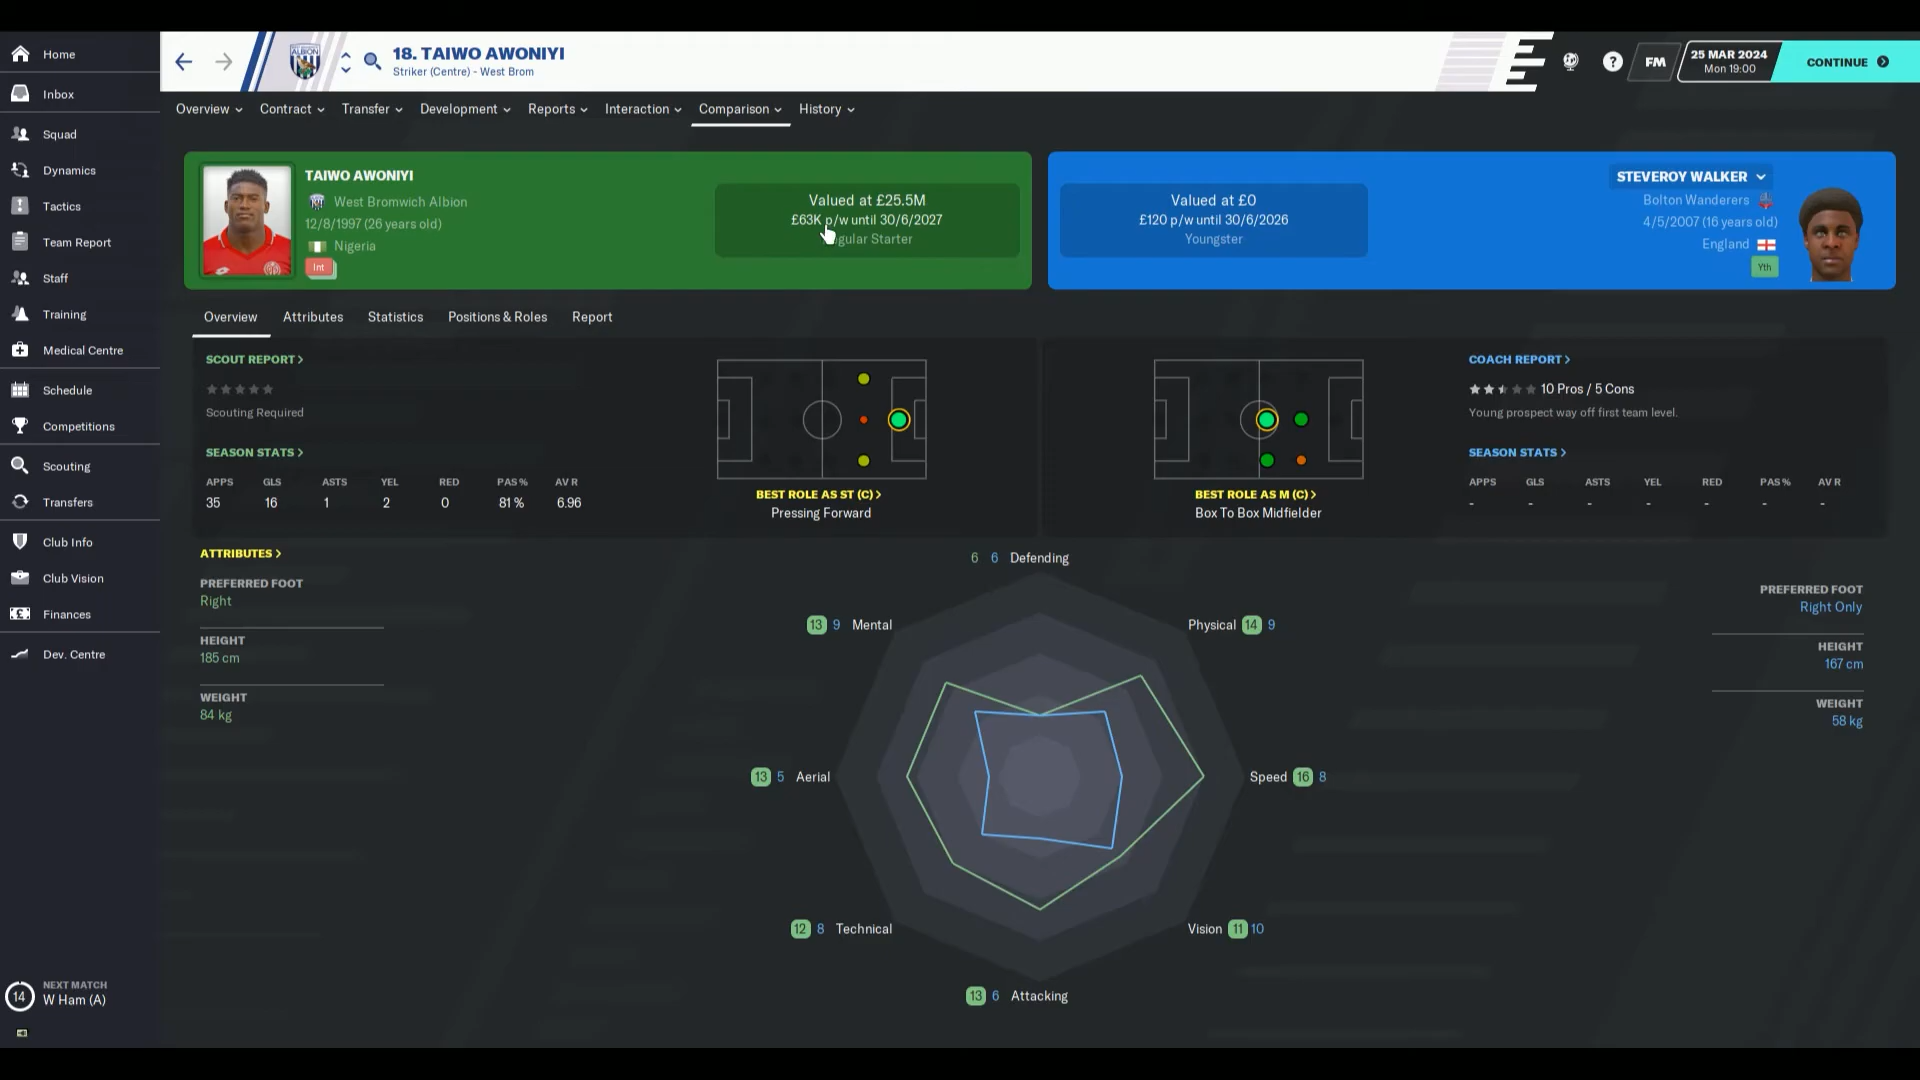 Home
Inbox
Squad
Dynamics
Tactics
Team Report
Staff
Training
Medical Centre
Schedule
Competitions
Scouting
Transfers
Club Info
Club Vision
Finances
Dev. Centre
NEXT MATCH
14 W Ham (A)
ALBION
18. TAIWO AWONIYI
Striker (Centre) - West Brom
? FM
25 MAR 2024
Mon 19:00
CONTINUE
Overview Contract Transfer Development Reports Interaction Comparison History
TAIWO AWONIYI
West Bromwich Albion
12/8/1997 (26 years old)
Nigeria
Int
Valued at £25.5M
£63K p/w until 30/6/2027
gular Starter
Valued at £0
£120 p/w until 30/6/2026
Youngster
STEVEROY WALKER
Bolton Wanderers
4/5/2007 (16 years old)
England
Yth
Overview Attributes Statistics Positions & Roles Report
SCOUT REPORT >
Scouting Required
SEASON STATS >
APPS GLS ASTS YEL RED PAS % AV R
35 16 1 2 0 81 % 6.96
BEST ROLE AS ST (C) >
Pressing Forward
BEST ROLE AS M (C) >
Box To Box Midfielder
COACH REPORT >
10 Pros / 5 Cons
Young prospect way off first team level.
SEASON STATS >
APPS GLS ASTS YEL RED PAS % AV R
- - - - - - -
ATTRIBUTES >
PREFERRED FOOT
Right
HEIGHT
185 cm
WEIGHT
84 kg
6 6 Defending
13 9 Mental
Physical 14 9
13 5 Aerial
Speed 16 8
12 8 Technical
Vision 11 10
13 6 Attacking
PREFERRED FOOT
Right Only
HEIGHT
167 cm
WEIGHT
58 kg